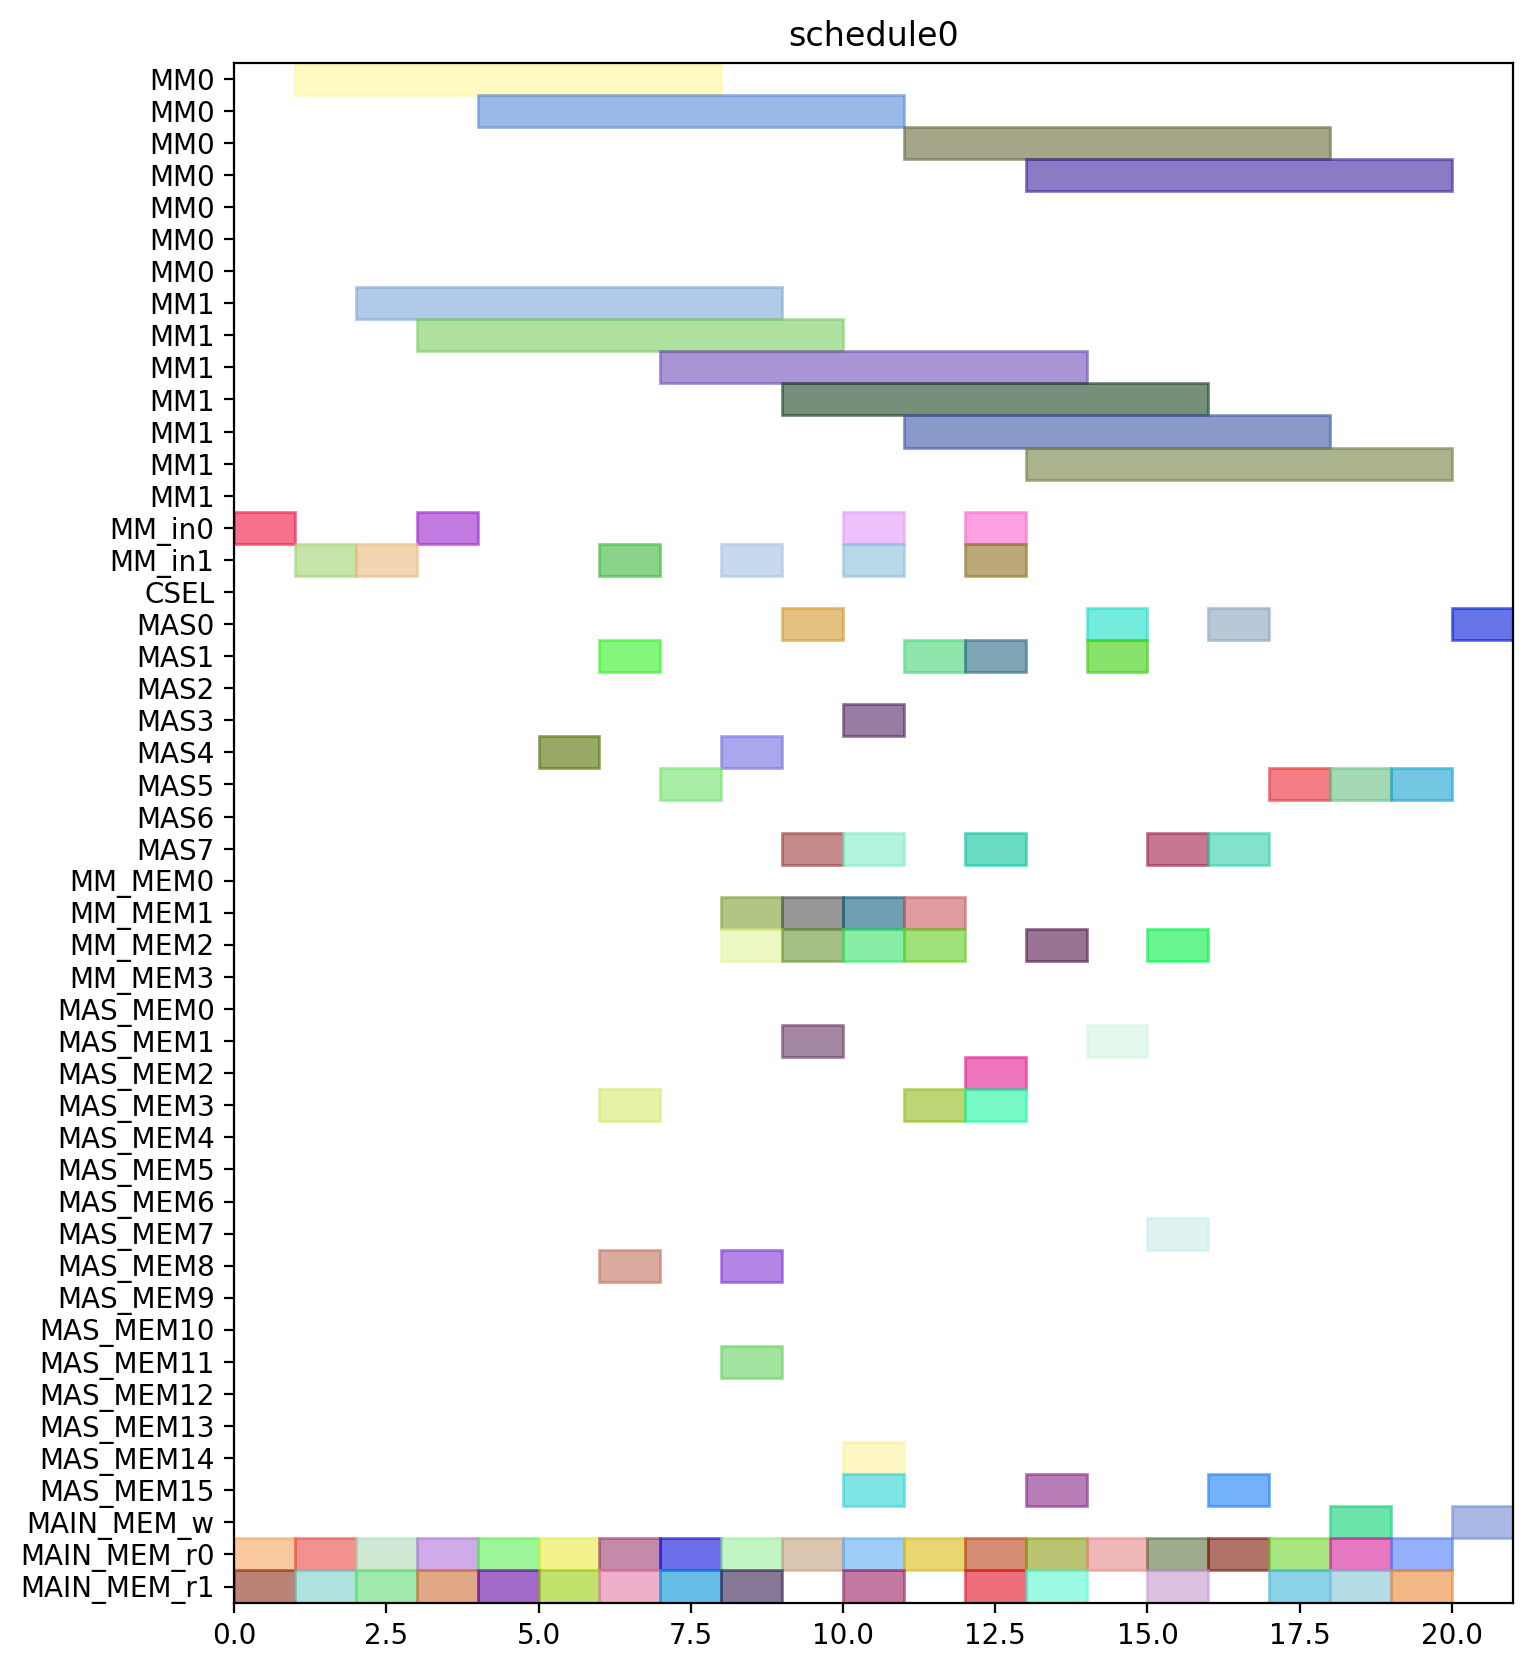 schedule0
MM0
MM0
MM0
MM0
MM0
MM0
MM0
MM1
MM1
MM1
MM1
MM1
MM1
MM1
MM_in0
MM_in1
CSEL
MAS0
MAS1
MAS2
MAS3
MAS4
MAS5
MAS6
MAS7
MM_MEM0
MM_MEM1
MM_MEM2
MM_MEM3
MAS_MEM0
MAS_MEM1
MAS_MEM2
MAS_MEM3
MAS_MEM4
MAS_MEM5
MAS_MEM6
MAS_MEM7
MAS_MEM8
MAS_MEM9
MAS_MEM10
MAS_MEM11
MAS_MEM12
MAS_MEM13
MAS_MEM14
MAS_MEM15
MAIN_MEM_w
MAIN_MEM_r0
MAIN_MEM_r1
0.0 2.5 5.0 7.5 10.0 12.5 15.0 17.5 20.0